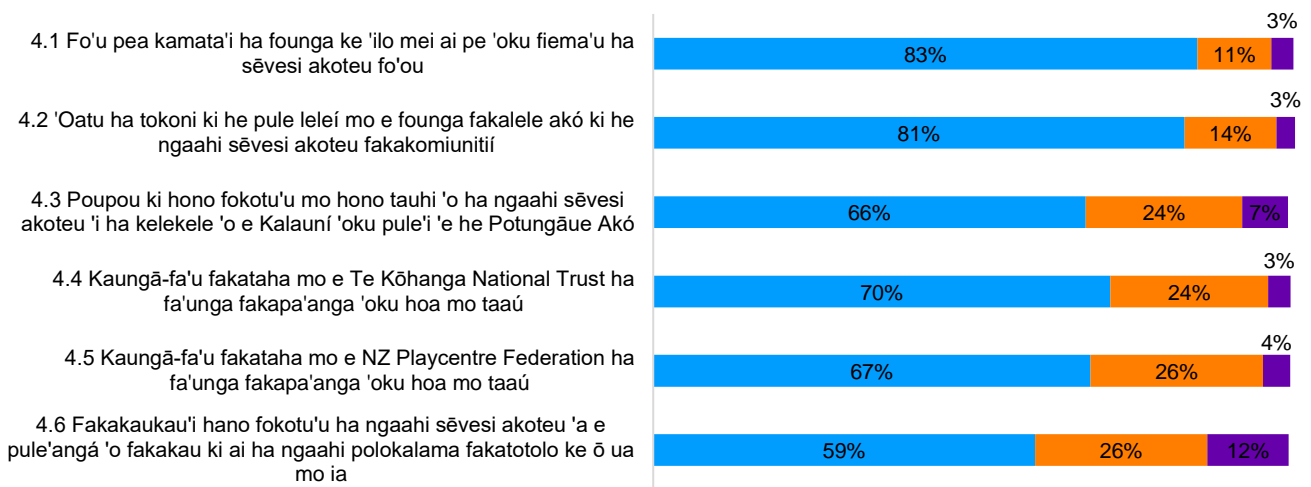 4.1 Fo'u pea kamata'i ha founga ke 'ilo mei ai pe 'oku fiema'u ha
sēvesi akoteu fo'ou
83%
11%
3%
4.2 'Oatu ha tokoni ki he pule leleí mo e founga fakalele akó ki he
ngaahi sēvesi akoteu fakakomiunitií
81%
14%
3%
4.3 Poupou ki hono fokotu'u mo hono tauhi 'o ha ngaahi sēvesi
akoteu 'i ha kelekele 'o e Kalauní 'oku pule'i 'e he Potungāue Akó
66%
24%
7%
4.4 Kaungā-fa'u fakataha mo e Te Kōhanga National Trust ha
fa'unga fakapa'anga 'oku hoa mo taaú
70%
24%
3%
4.5 Kaungā-fa'u fakataha mo e NZ Playcentre Federation ha
fa'unga fakapa'anga 'oku hoa mo taaú
67%
26%
4%
4.6 Fakakaukau'i hano fokotu'u ha ngaahi sēvesi akoteu 'a e
pule'angá 'o fakakau ki ai ha ngaahi polokalama fakatotolo ke ō ua
mo ia
59%
26%
12%